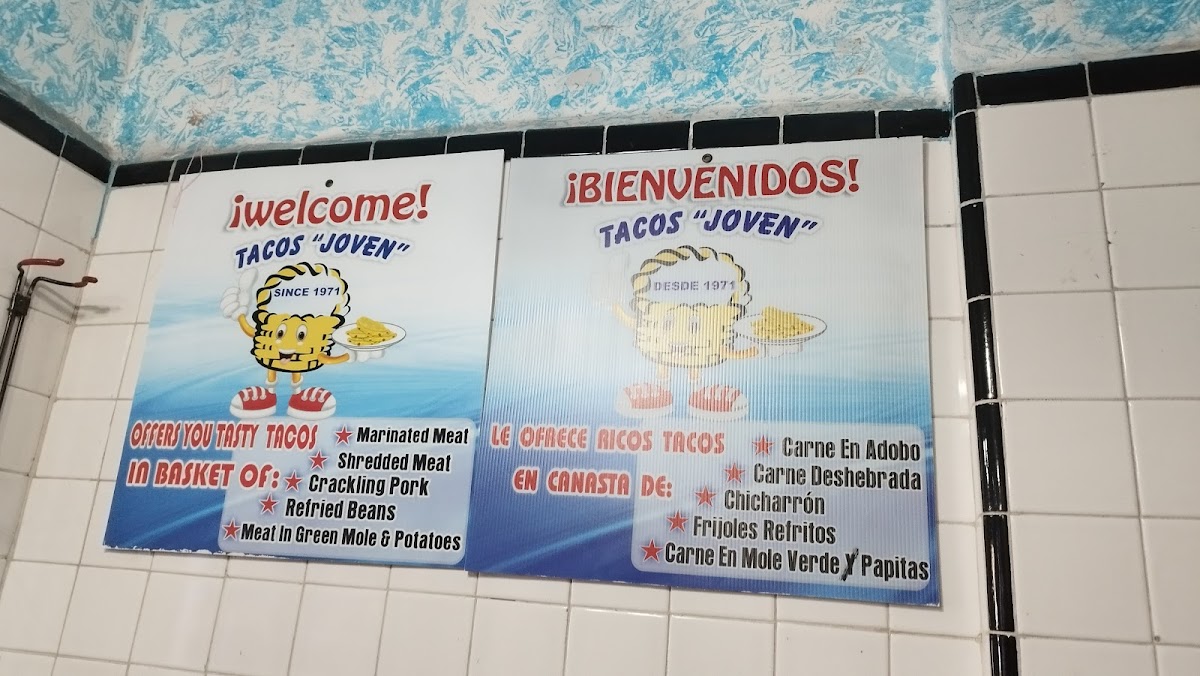 ¡welcome!
TACOS "JOVEN"
SINCE 1971
OFFERS YOU TASTY TACOS
IN BASKET OF:
Marinated Meat
Shredded Meat
Crackling Pork
Refried Beans
Meat In Green Mole & Potatoes
¡BIENVENIDOS!
TACOS "JOVEN"
DESDE 1971
LE OFRECE RICOS TACOS
EN CANASTA DE:
Carne En Adobo
Carne Deshebrada
Chicharrón
Frijoles Refritos
Carne En Mole Verde Y Papitas